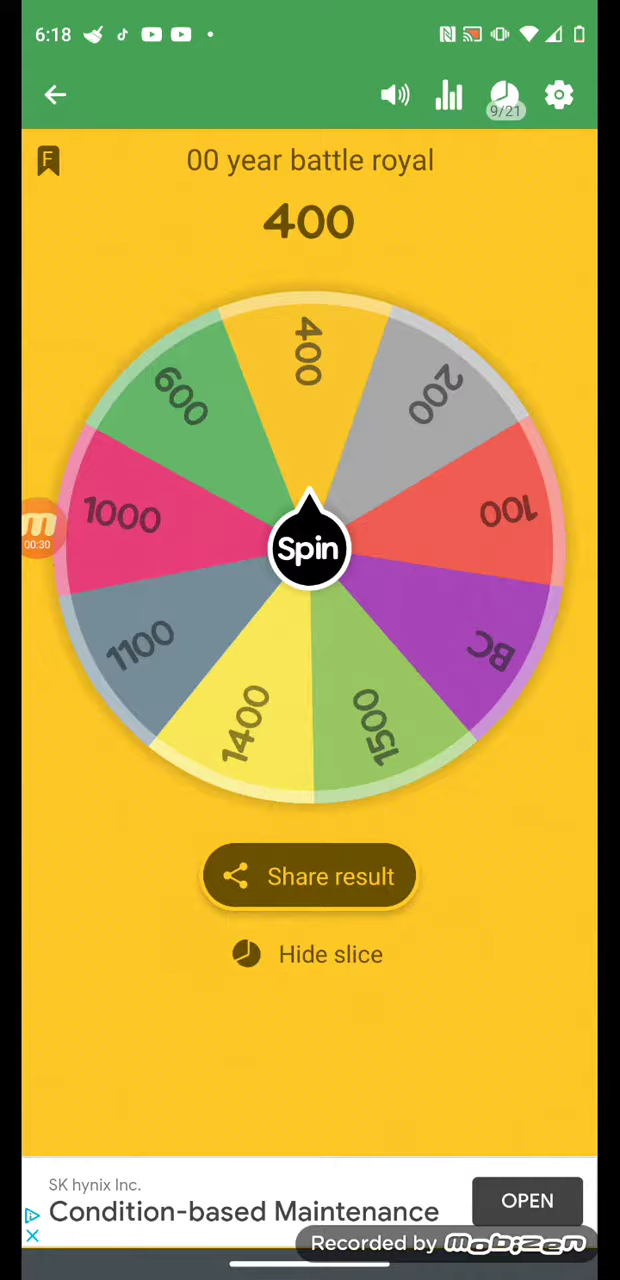 6:18
9/21
F
00 year battle royal
400
400
200
600
100
1000
BC
1100
1400
1500
Spin
00:30
Share result
Hide slice
SK hynix Inc.
Condition-based Maintenance
OPEN
Recorded by mobizen